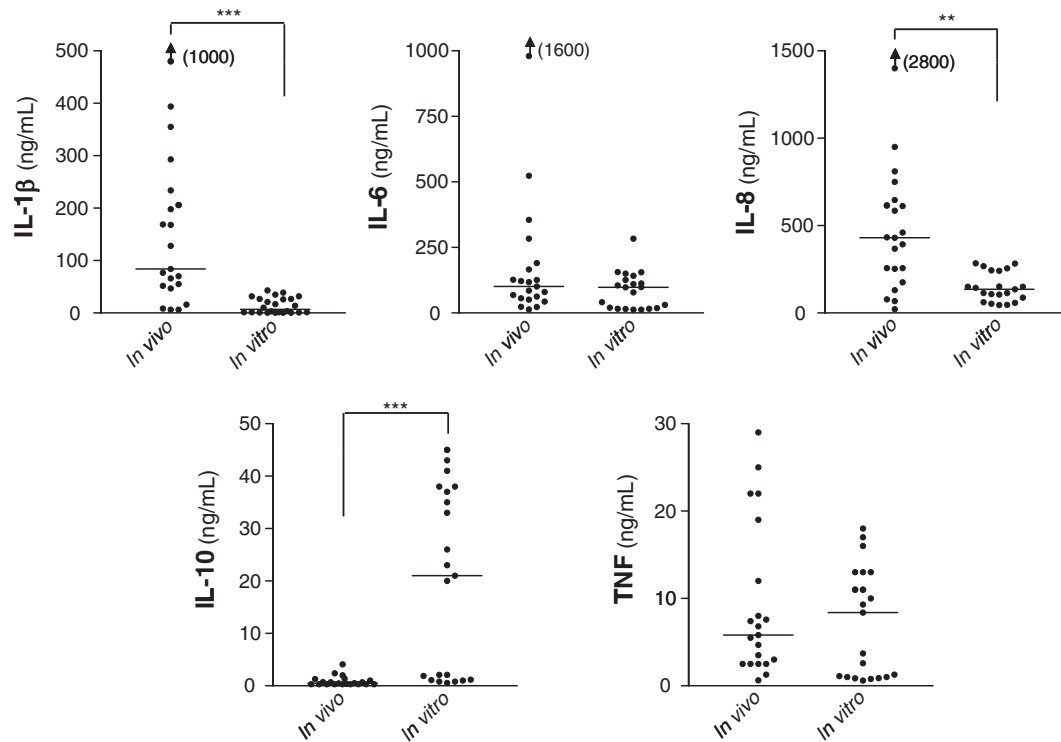 ***
**
500
400
300
200
100
0
IL-1β (ng/mL)
(1000)
In vivo
In vitro
1000
750
500
250
0
IL-6 (ng/mL)
(1600)
In vivo
In vitro
1500
1000
500
0
IL-8 (ng/mL)
(2800)
In vivo
In vitro
***
50
40
30
20
10
0
IL-10 (ng/mL)
In vivo
In vitro
30
20
10
0
TNF (ng/mL)
In vivo
In vitro